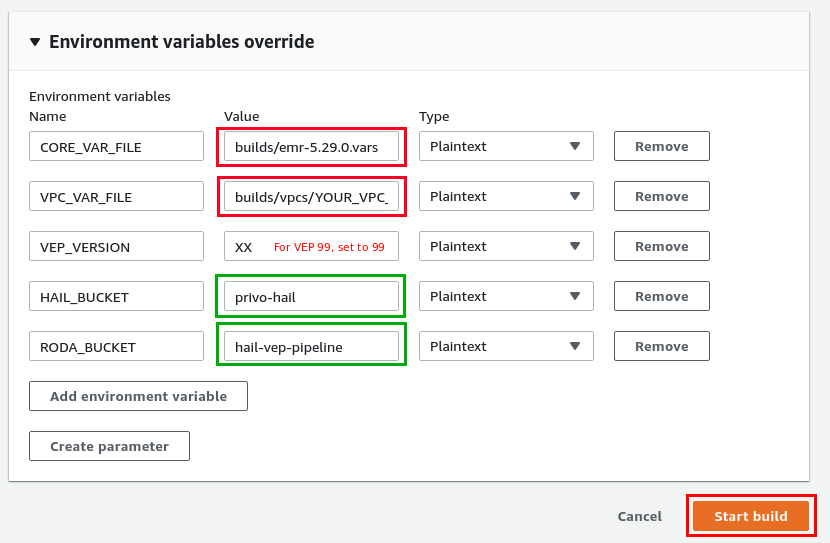 Environment variables override
Environment variables
Name Value Type
CORE_VAR_FILE builds/emr-5.29.0.vars Plaintext Remove
VPC_VAR_FILE builds/vpcs/YOUR_VPC_ Plaintext Remove
VEP_VERSION XX For VEP 99, set to 99 Plaintext Remove
HAIL_BUCKET privo-hail Plaintext Remove
RODA_BUCKET hail-vep-pipeline Plaintext Remove
Add environment variable
Create parameter
Cancel Start build